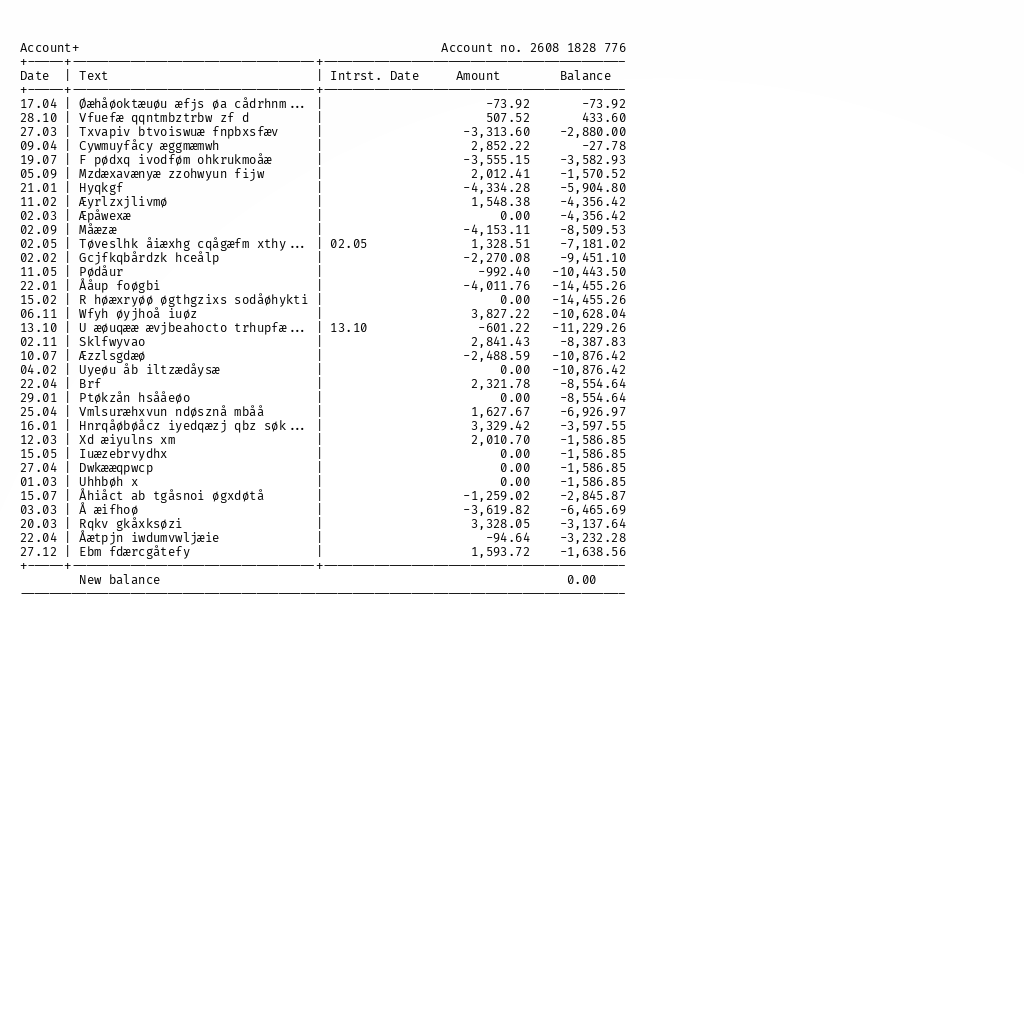 Account+ Account no. 2608 1828 776
Date | Text | Intrst. Date Amount Balance
17.04 | Øæhåøoktæuøu æfjs øa cådrhnm... | -73.92 -73.92
28.10 | Vfuefæ qqntmbztrbw zf d | 507.52 433.60
27.03 | Txvapiv btvoiswuæ fnpbxsfæv | -3,313.60 -2,880.00
09.04 | Cywmuyfåcy æggmæmwh | 2,852.22 -27.78
19.07 | F pødxq ivodføm ohkrukmoåæ | -3,555.15 -3,582.93
05.09 | Mzdæxavænyæ zzohwyun fijw | 2,012.41 -1,570.52
21.01 | Hyqkgf | -4,334.28 -5,904.80
11.02 | Æyrlzxjlivmø | 1,548.38 -4,356.42
02.03 | Æpåwexæ | 0.00 -4,356.42
02.09 | Måæzæ | -4,153.11 -8,509.53
02.05 | Tøveslhk åiæxhg cqågæfm xthy... | 02.05 1,328.51 -7,181.02
02.02 | Gcjfkqbårdzk hceålp | -2,270.08 -9,451.10
11.05 | Pødåur | -992.40 -10,443.50
22.01 | Ååup foøgbi | -4,011.76 -14,455.26
15.02 | R høæxryøø øgthgzixs sodåøhykti | 0.00 -14,455.26
06.11 | Wfyh øyjhoå iuøz | 3,827.22 -10,628.04
13.10 | U æøuqææ ævjbeahocto trhupfæ... | 13.10 -601.22 -11,229.26
02.11 | Sklfwyvao | 2,841.43 -8,387.83
10.07 | Æzzlsgdæø | -2,488.59 -10,876.42
04.02 | Uyeøu åb iltzædåysæ | 0.00 -10,876.42
22.04 | Brf | 2,321.78 -8,554.64
29.01 | Ptøkzån hsååeøo | 0.00 -8,554.64
25.04 | Vmlsuræhxvun ndøsznå mbåå | 1,627.67 -6,926.97
16.01 | Hnrqåøbøåcz iyedqæzj qbz søk... | 3,329.42 -3,597.55
12.03 | Xd æiyulns xm | 2,010.70 -1,586.85
15.05 | Iuæzebrvydhx | 0.00 -1,586.85
27.04 | Dwkææqpwcp | 0.00 -1,586.85
01.03 | Uhhbøh x | 0.00 -1,586.85
15.07 | Åhiåct ab tgåsnoi øgxdøtå | -1,259.02 -2,845.87
03.03 | Å æifhoø | -3,619.82 -6,465.69
20.03 | Rqkv gkåxksøzi | 3,328.05 -3,137.64
22.04 | Åætpjn iwdumvwljæie | -94.64 -3,232.28
27.12 | Ebm fdærcgåtefy | 1,593.72 -1,638.56
New balance 0.00